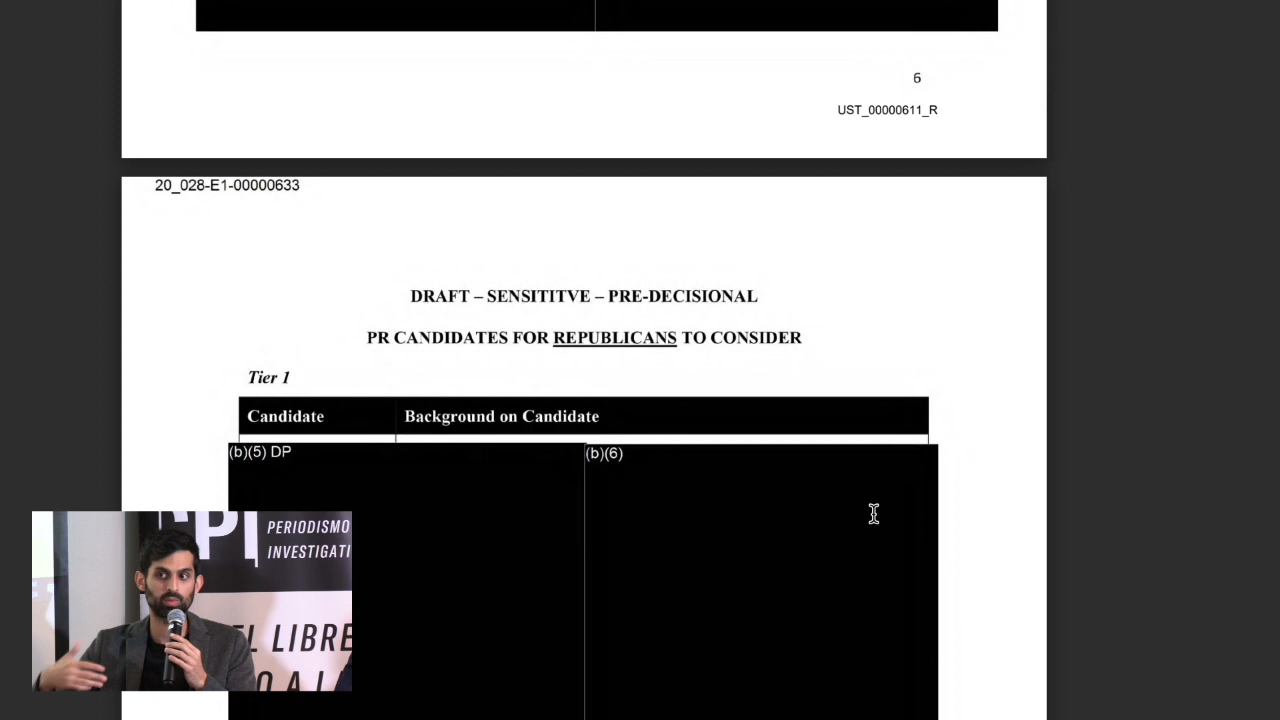 6
UST_00000611_R
20_028-E1-00000633
DRAFT – SENSITITVE – PRE-DECISIONAL
PR CANDIDATES FOR REPUBLICANS TO CONSIDER
Tier 1
Candidate Background on Candidate
(b)(5) DP (b)(6)
PERIODISMO
INVESTIGATI
EL LIBRE